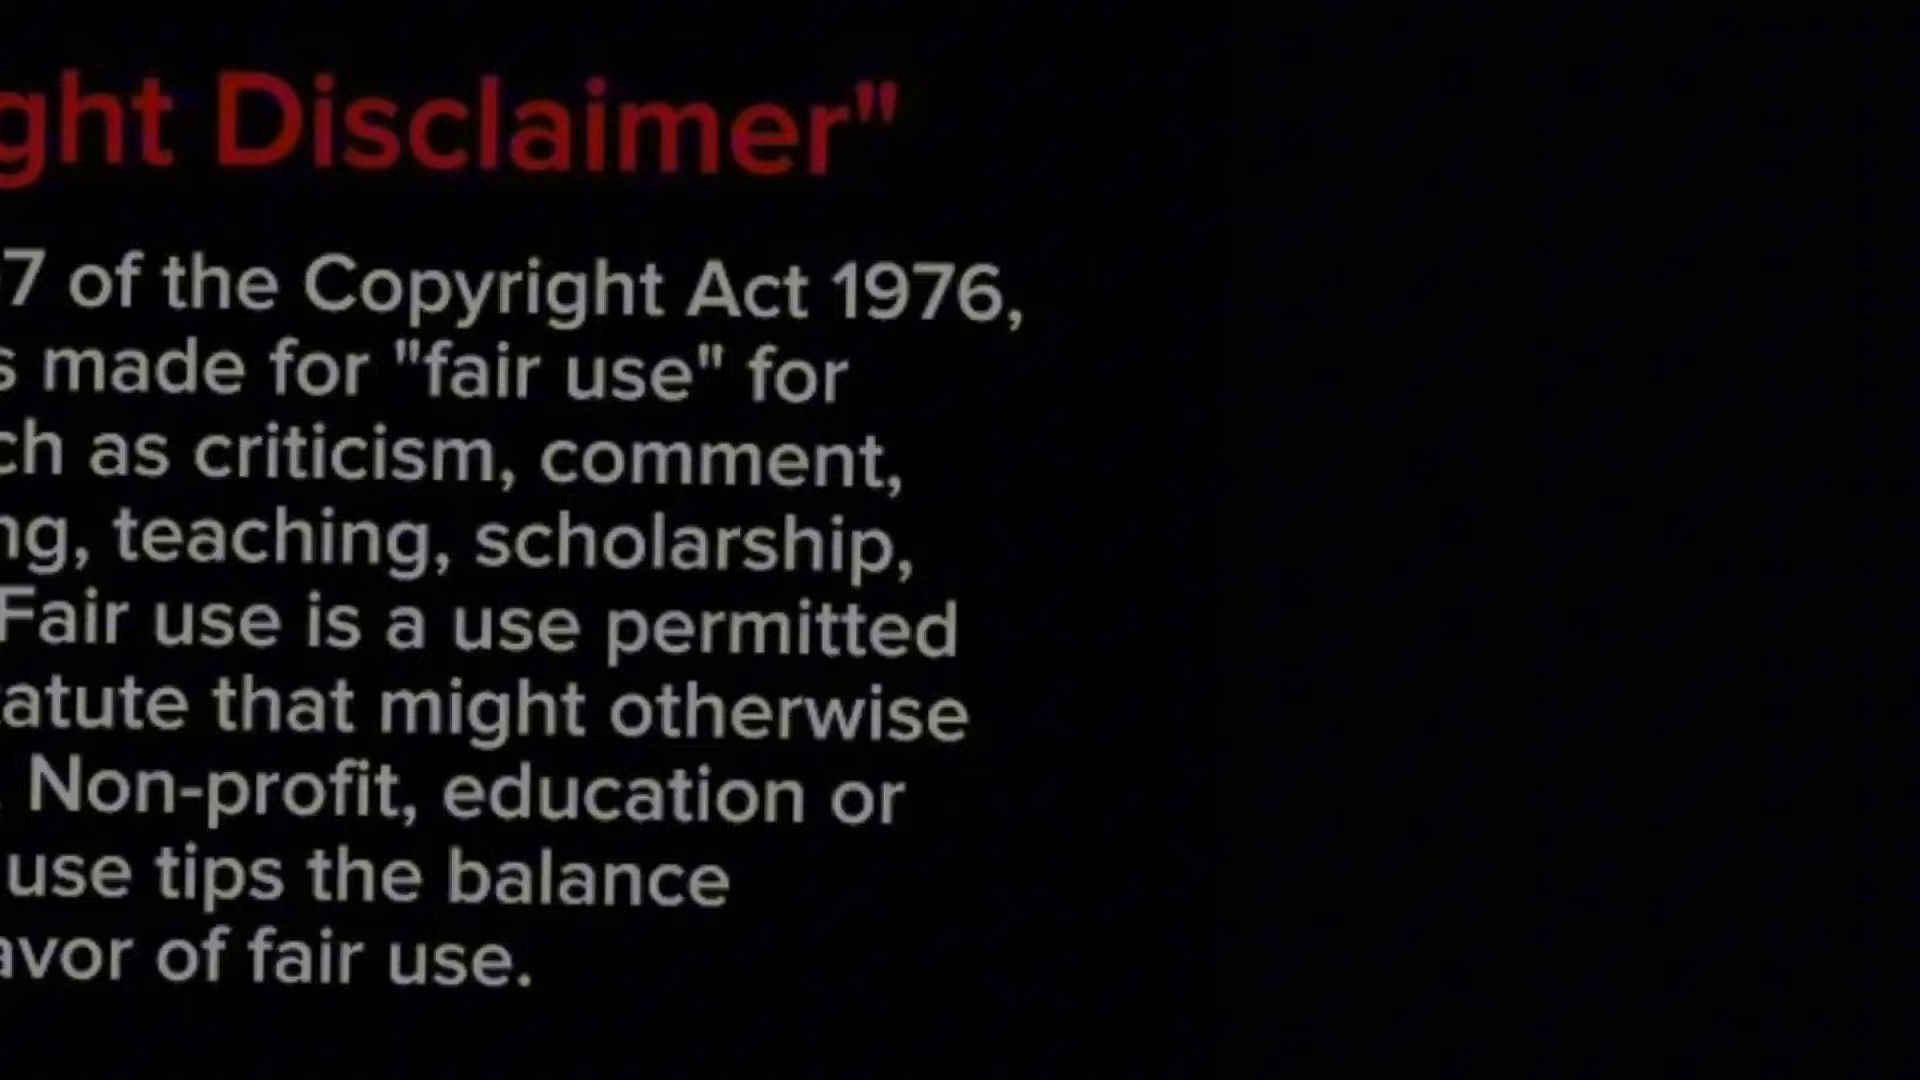 ght Disclaimer"
7 of the Copyright Act 1976,
s made for "fair use" for
ch as criticism, comment,
ng, teaching, scholarship,
Fair use is a use permitted
atute that might otherwise
Non-profit, education or
use tips the balance
avor of fair use.